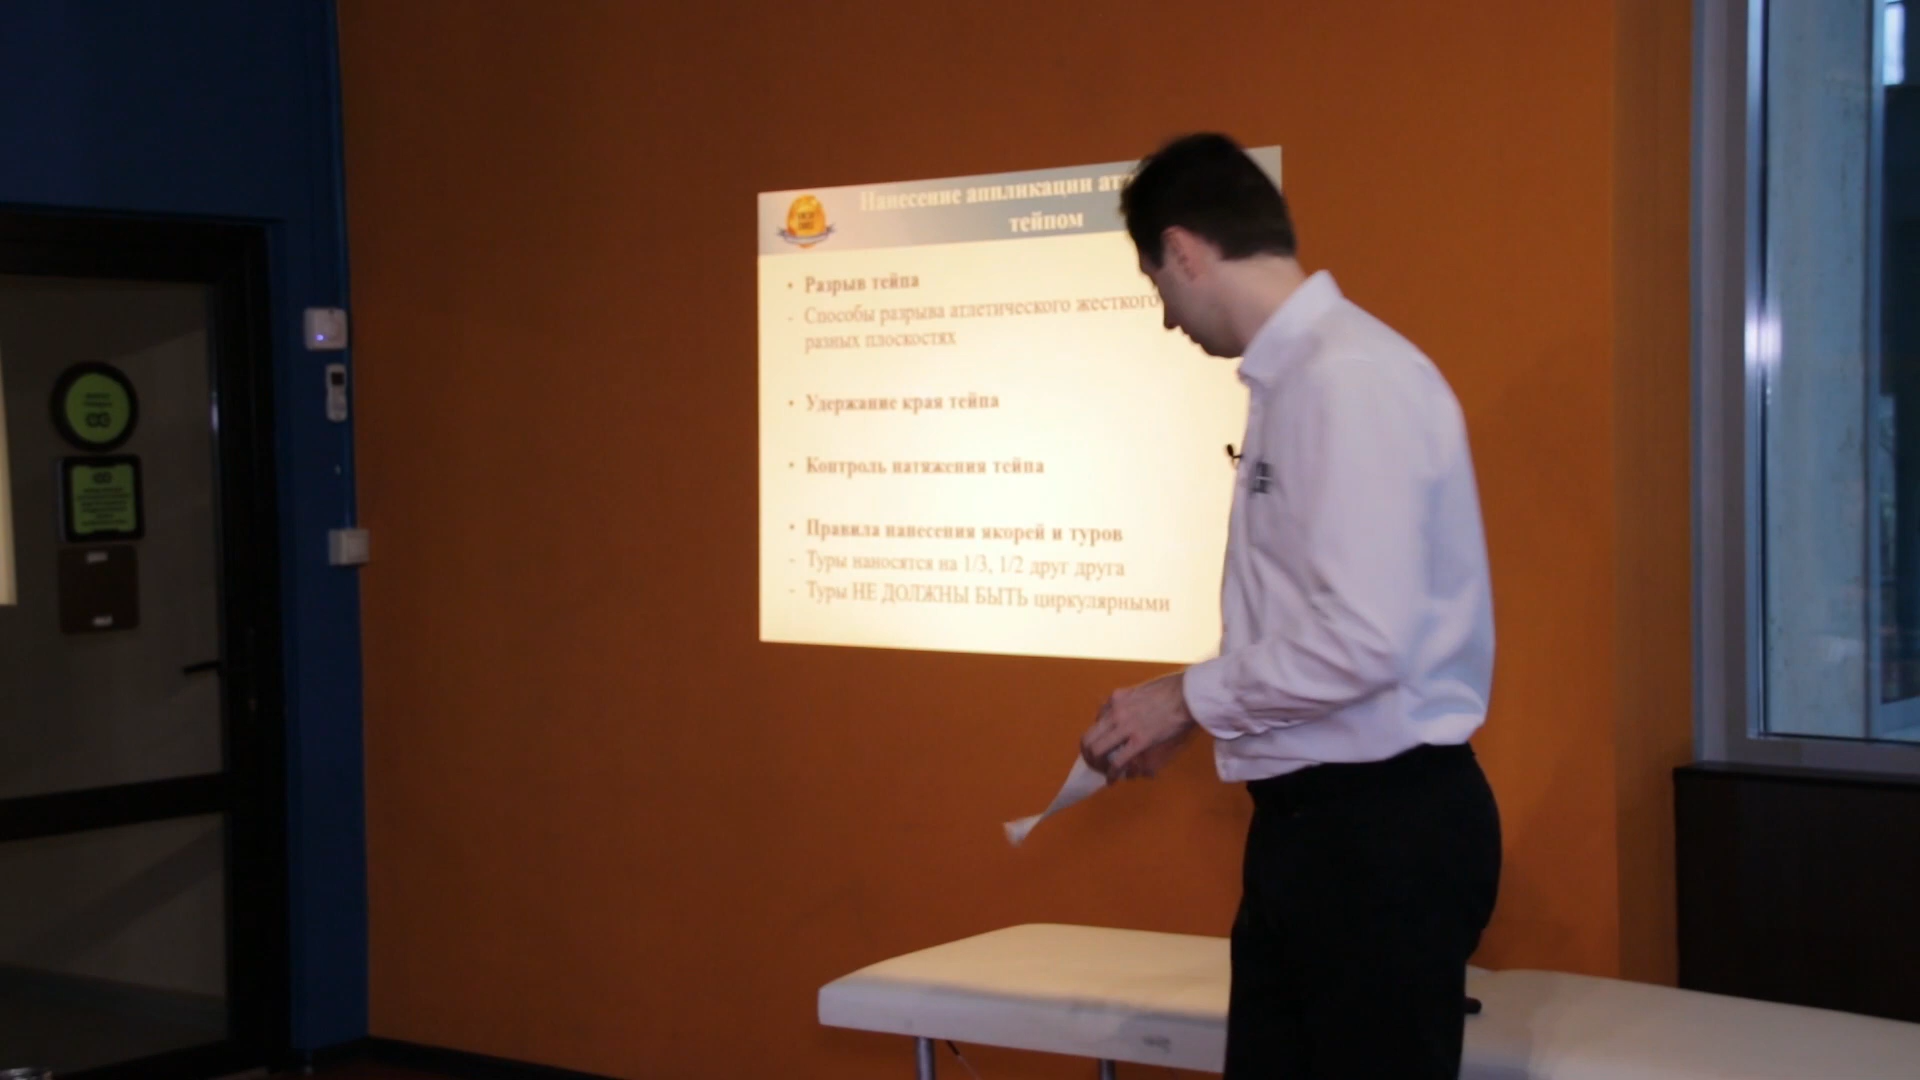 Нанесение аппликации
тейпом
• Разрыв тейпа
- Способы разрыва атлетического жесткого
разных плоскостях
• Удержание края тейпа
• Контроль натяжения тейпа
• Правила нанесения якорей и туров
- Туры наносятся на 1/3, 1/2 друг друга
- Туры НЕ ДОЛЖНЫ БЫТЬ циркулярными